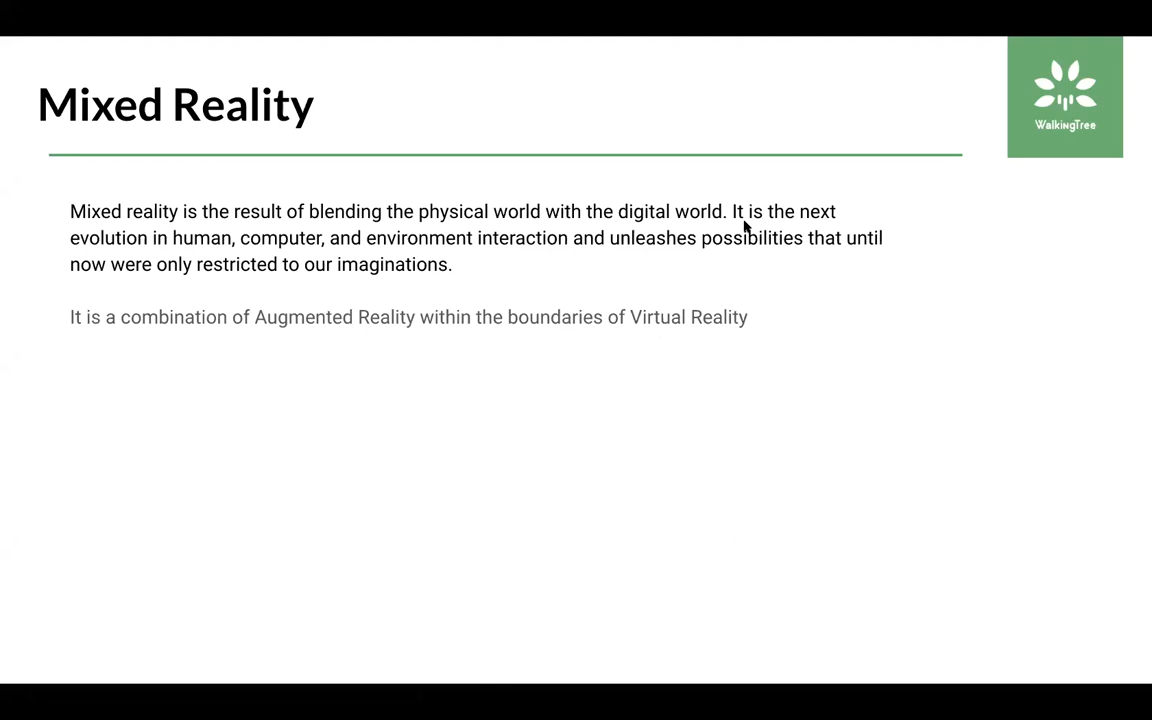 Mixed Reality
WalkingTree
Mixed reality is the result of blending the physical world with the digital world. It is the next
evolution in human, computer, and environment interaction and unleashes possibilities that until
now were only restricted to our imaginations.
It is a combination of Augmented Reality within the boundaries of Virtual Reality